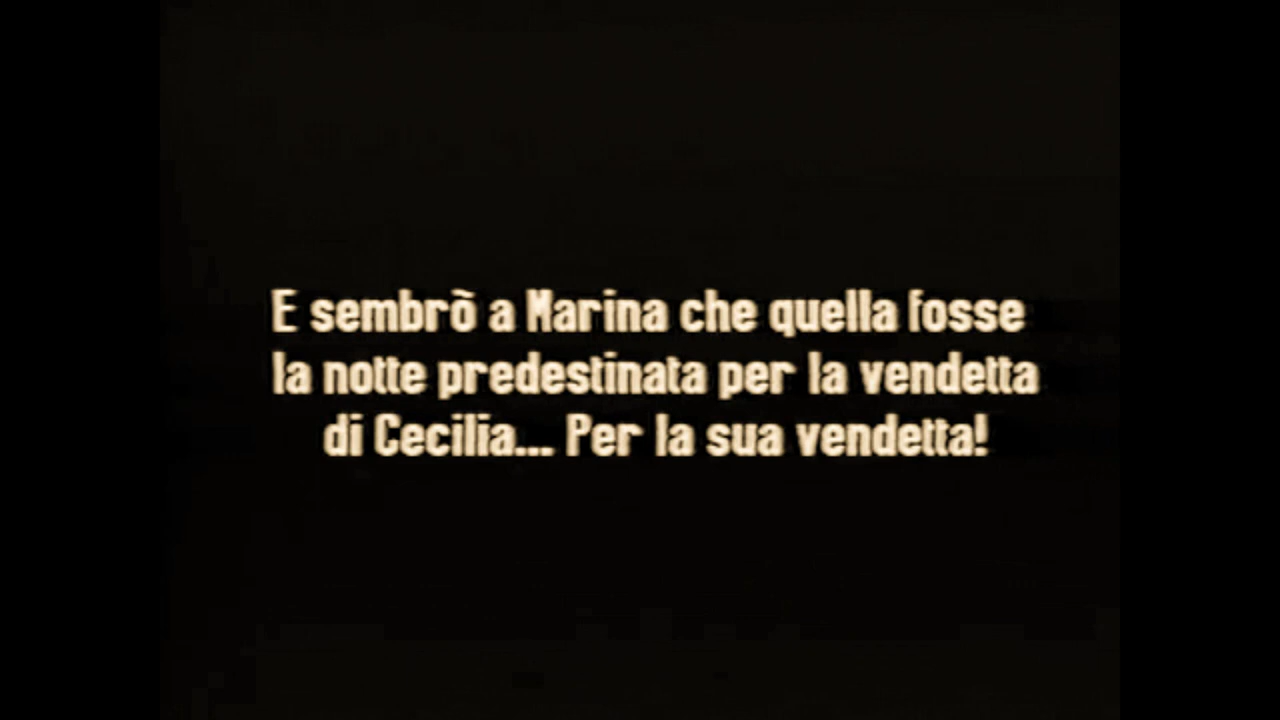 E sembrò a Marina che quella fosse
la notte predestinata per la vendetta
di Cecilia... Per la sua vendetta!